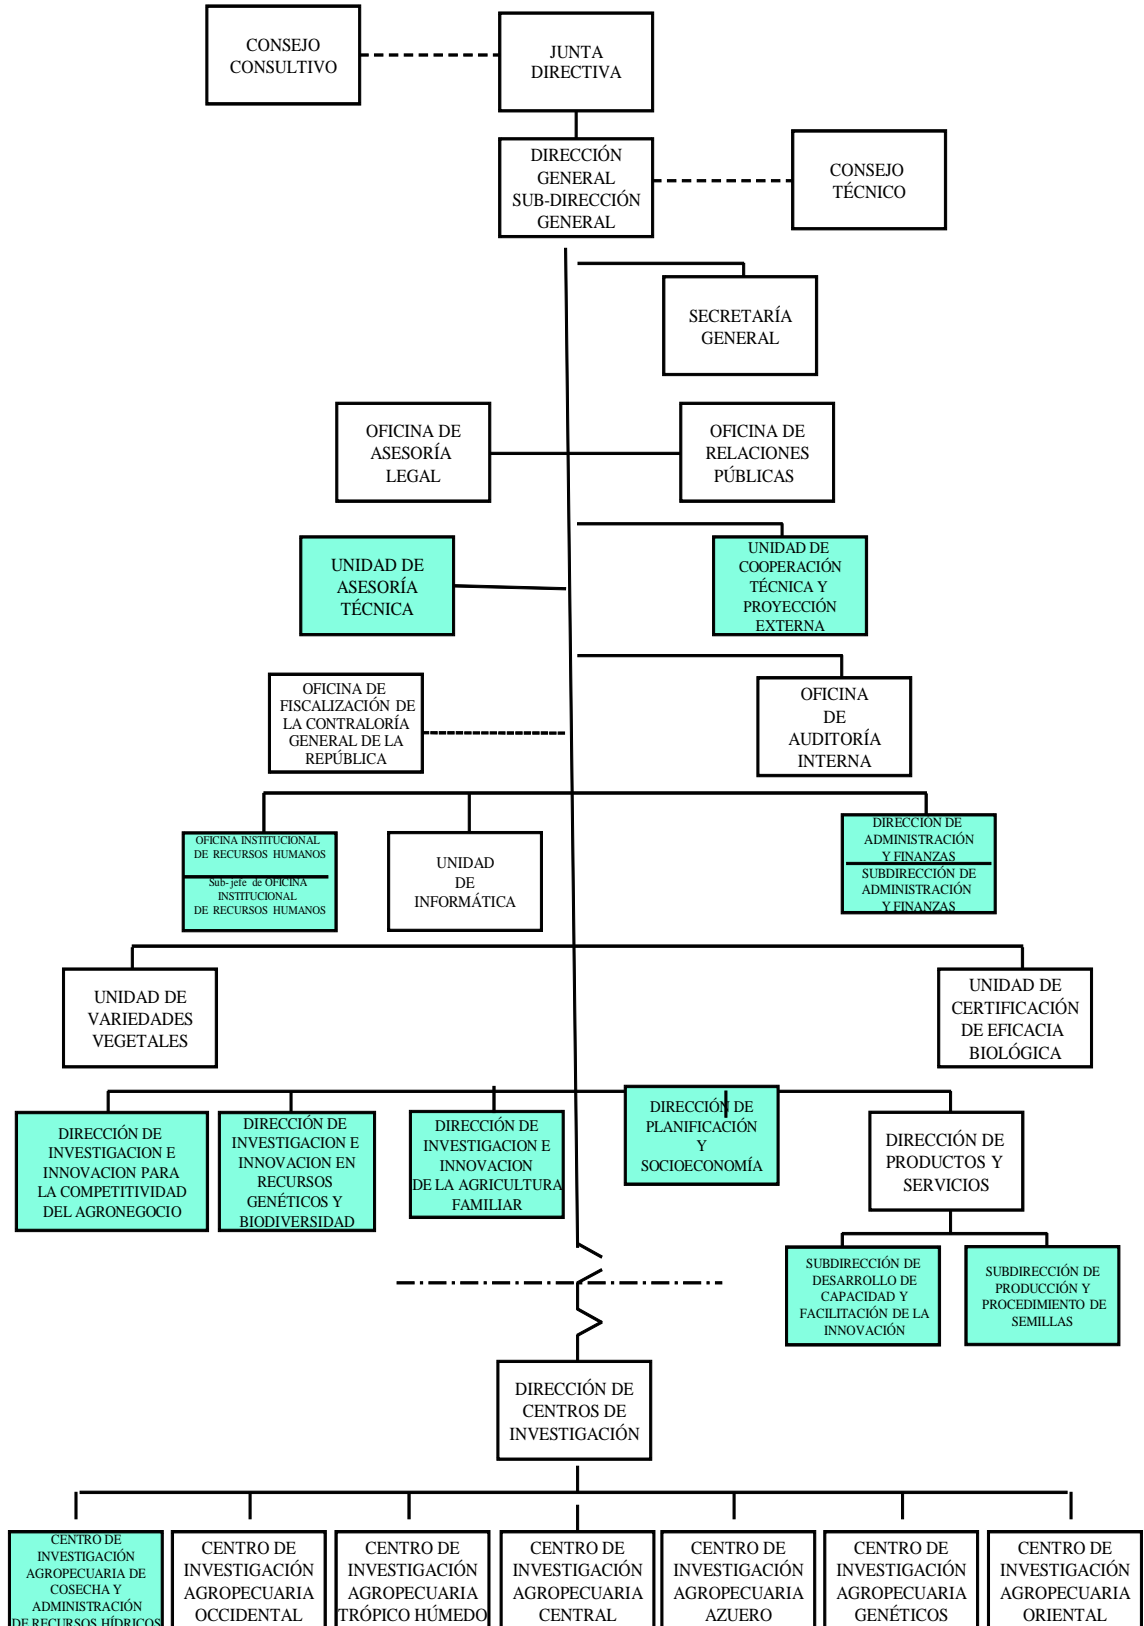 CONSEJO
CONSULTIVO
JUNTA
DIRECTIVA
DIRECCIÓN
GENERAL
SUB-DIRECCIÓN
GENERAL
CONSEJO
TÉCNICO
SECRETARÍA
GENERAL
OFICINA DE
ASESORÍA
LEGAL
OFICINA DE
RELACIONES
PÚBLICAS
UNIDAD DE
ASESORÍA
TÉCNICA
UNIDAD DE
COOPERACIÓN
TÉCNICA Y
PROYECCIÓN
EXTERNA
OFICINA DE
FISCALIZACIÓN DE
LA CONTRALORÍA
GENERAL DE LA
REPÚBLICA
OFICINA
DE
AUDITORÍA
INTERNA
OFICINA INSTITUCIONAL
DE RECURSOS HUMANOS
Sub-jefe de OFICINA
INSTITUCIONAL
DE RECURSOS HUMANOS
UNIDAD
DE
INFORMÁTICA
DIRECCIÓN DE
ADMINISTRACIÓN
Y FINANZAS
SUBDIRECCIÓN DE
ADMINISTRACIÓN
Y FINANZAS
UNIDAD DE
VARIEDADES
VEGETALES
UNIDAD DE
CERTIFICACIÓN
DE EFICACIA
BIOLÓGICA
DIRECCIÓN DE
INVESTIGACION E
INNOVACION PARA
LA COMPETITIVIDAD
DEL AGRONEGOCIO
DIRECCIÓN DE
INVESTIGACION E
INNOVACION EN
RECURSOS
GENÉTICOS Y
BIODIVERSIDAD
DIRECCIÓN DE
INVESTIGACION E
INNOVACION
DE LA AGRICULTURA
FAMILIAR
DIRECCIÓN DE
PLANIFICACIÓN
Y
SOCIOECONOMÍA
DIRECCIÓN DE
PRODUCTOS Y
SERVICIOS
SUBDIRECCIÓN DE
DESARROLLO DE
CAPACIDAD Y
FACILITACIÓN DE LA
INNOVACIÓN
SUBDIRECCIÓN DE
PRODUCCIÓN Y
PROCEDIMIENTO DE
SEMILLAS
DIRECCIÓN DE
CENTROS DE
INVESTIGACIÓN
CENTRO DE
INVESTIGACIÓN
AGROPECUARIA DE
COSECHA Y
ADMINISTRACIÓN
DE RECURSOS HÍDRICOS
CENTRO DE
INVESTIGACIÓN
AGROPECUARIA
OCCIDENTAL
CENTRO DE
INVESTIGACIÓN
AGROPECUARIA
TRÓPICO HÚMEDO
CENTRO DE
INVESTIGACIÓN
AGROPECUARIA
CENTRAL
CENTRO DE
INVESTIGACIÓN
AGROPECUARIA
AZUERO
CENTRO DE
INVESTIGACIÓN
AGROPECUARIA
GENÉTICOS
CENTRO DE
INVESTIGACIÓN
AGROPECUARIA
ORIENTAL